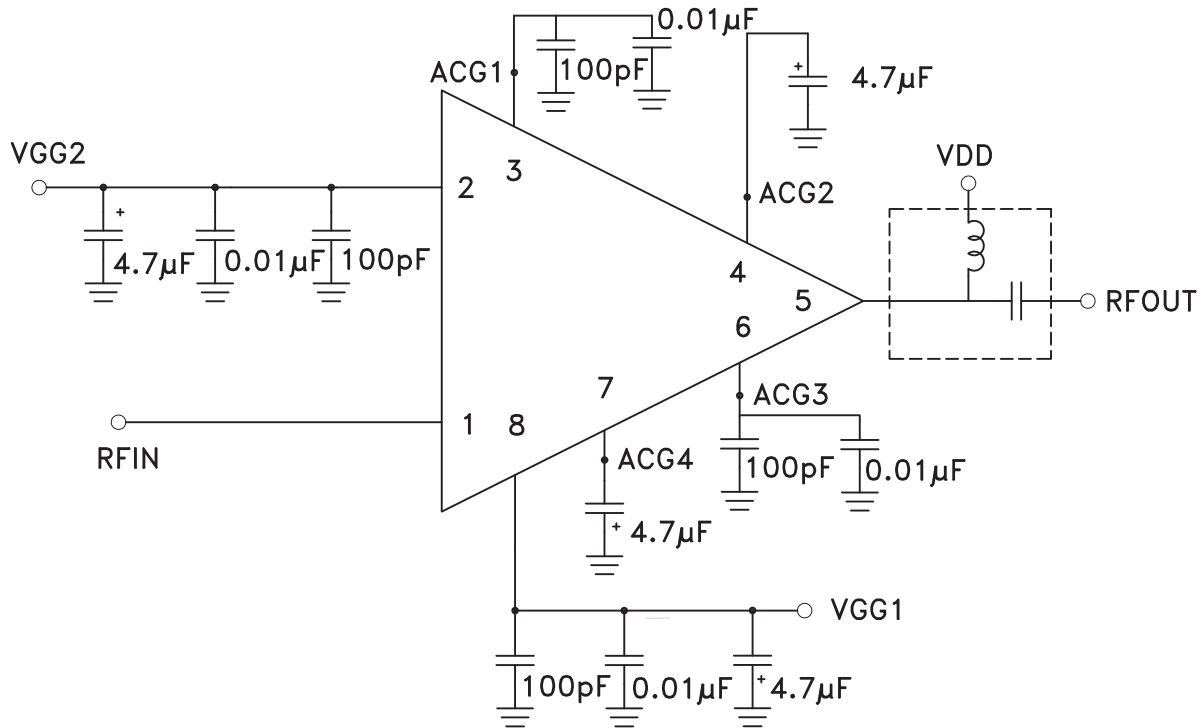 0.01µF
ACG1
100pF
+
4.7µF
VGG2
3
VDD
2
ACG2
+
4.7µF
0.01µF
100pF
4
5
RFOUT
6
7
ACG3
1
8
RFIN
ACG4
100pF
0.01µF
+
4.7µF
VGG1
100pF
0.01µF
+
4.7µF